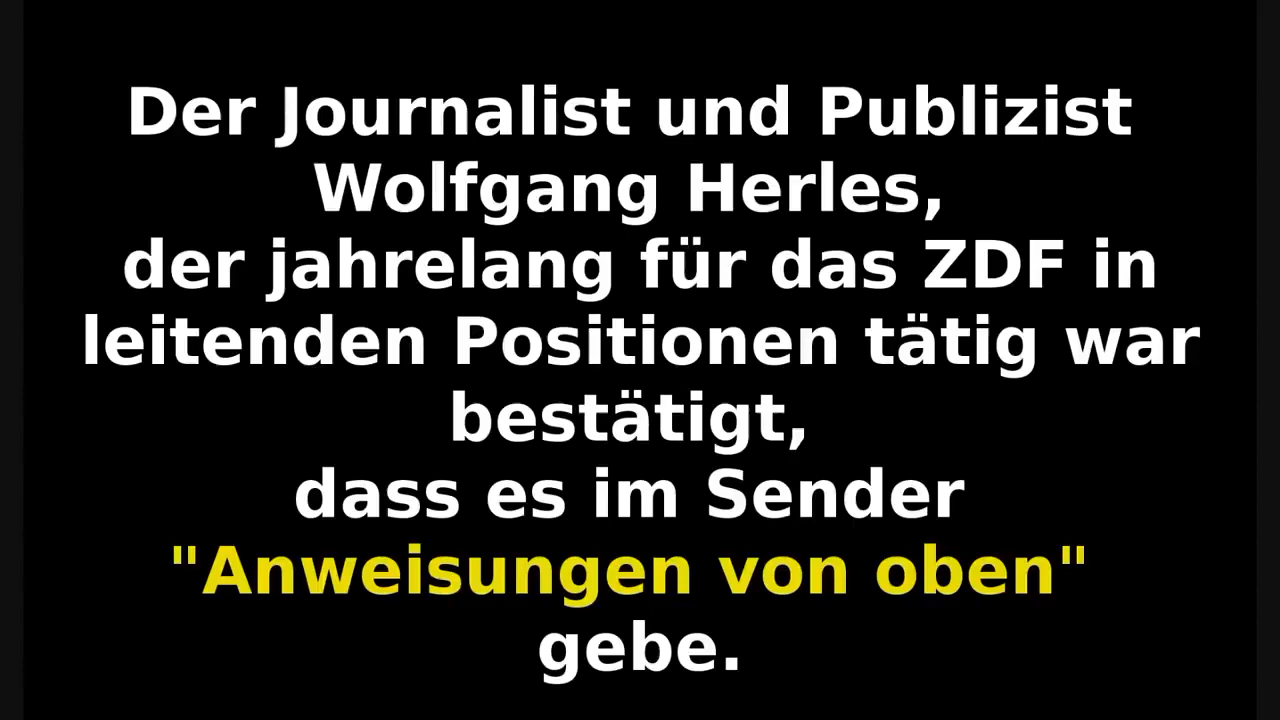 Der Journalist und Publizist
Wolfgang Herles,
der jahrelang für das ZDF in
leitenden Positionen tätig war
bestätigt,
dass es im Sender
"Anweisungen von oben"
gebe.